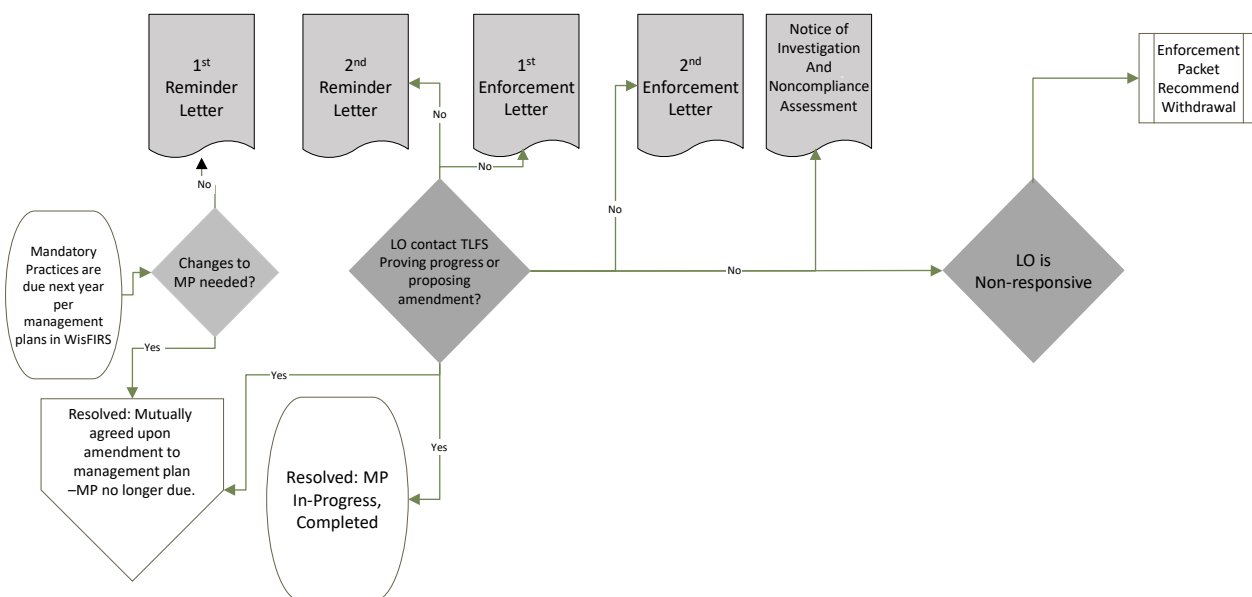 1st
Reminder
Letter
2nd
Reminder
Letter
1st
Enforcement
Letter
2nd
Enforcement
Letter
Notice of
Investigation
And
Noncompliance
Assessment
Enforcement
Packet
Recommend
Withdrawal
No
No
No
No
No
Mandatory
Practices are
due next year
per
management
plans in WisFIRS
Changes to
MP needed?
LO contact TLFS
Proving progress or
proposing
amendment?
LO is
Non-responsive
Yes
Yes
Yes
Resolved: Mutually
agreed upon
amendment to
management plan
–MP no longer due.
Resolved: MP
In-Progress,
Completed